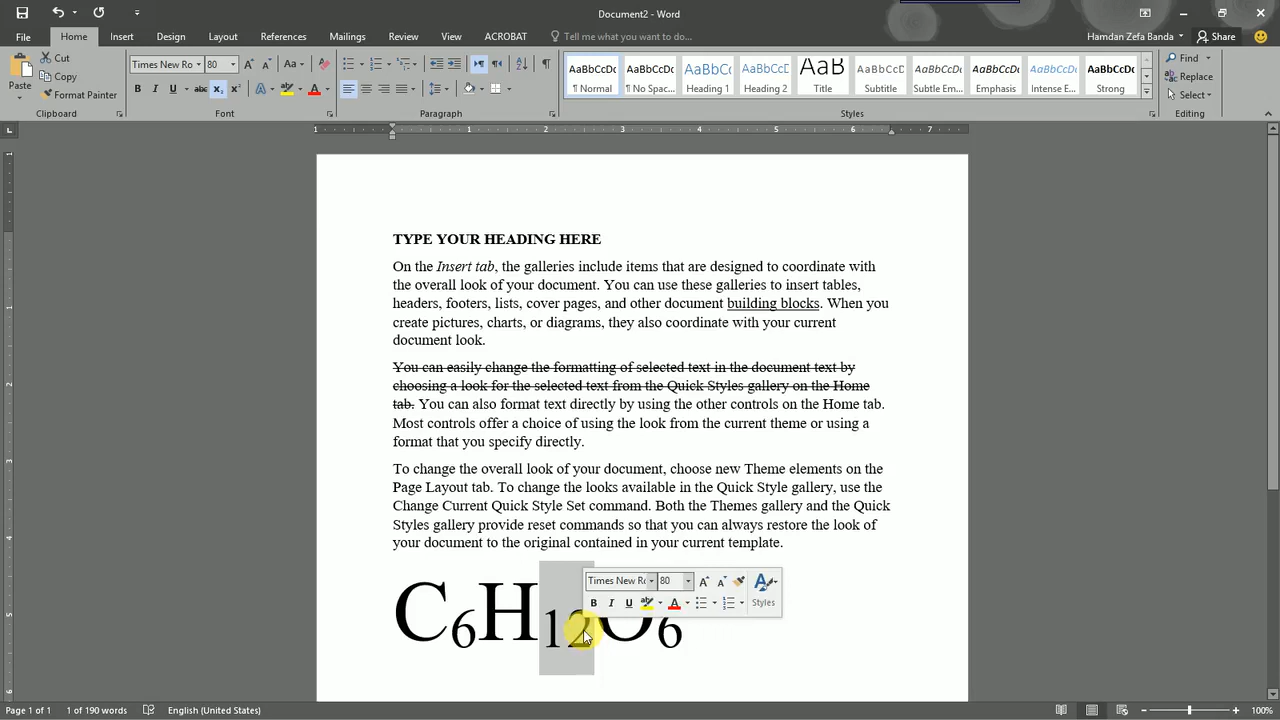 Document2 - Word
Hamdan Zefa Banda
Share
File Home Insert Design Layout References Mailings Review View ACROBAT Tell me what you want to do...
Paste
Cut
Copy
Format Painter
Clipboard
Times New Ro 80
Font
Paragraph
AaBbCcDc ¶ Normal
AaBbCcDc ¶ No Spac...
AaBbCc Heading 1
AaBbCcC Heading 2
AaB Title
AaBbCcC Subtitle
AaBbCcDc Subtle Em...
AaBbCcDc Emphasis
AaBbCcDc Intense E...
AaBbCcDc Strong
Styles
Find
Replace
Select
Editing
TYPE YOUR HEADING HERE
On the Insert tab, the galleries include items that are designed to coordinate with
the overall look of your document. You can use these galleries to insert tables,
headers, footers, lists, cover pages, and other document building blocks. When you
create pictures, charts, or diagrams, they also coordinate with your current
document look.
You can easily change the formatting of selected text in the document text by
choosing a look for the selected text from the Quick Styles gallery on the Home
tab. You can also format text directly by using the other controls on the Home tab.
Most controls offer a choice of using the look from the current theme or using a
format that you specify directly.
To change the overall look of your document, choose new Theme elements on the
Page Layout tab. To change the looks available in the Quick Style gallery, use the
Change Current Quick Style Set command. Both the Themes gallery and the Quick
Styles gallery provide reset commands so that you can always restore the look of
your document to the original contained in your current template.
C₆H₁₂O₆
Times New Ro 80
Styles
Page 1 of 1 1 of 190 words English (United States) 100%